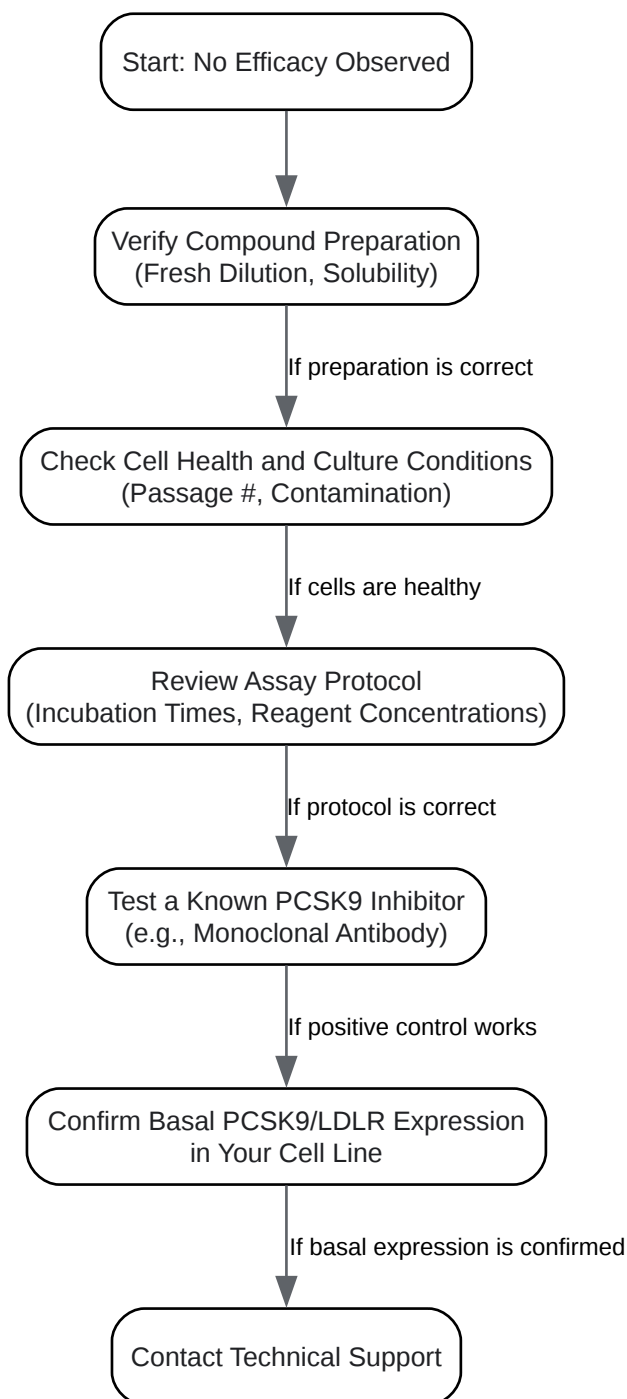 Start: No Efficacy Observed
Verify Compound Preparation
(Fresh Dilution, Solubility)
If preparation is correct
Check Cell Health and Culture Conditions
(Passage #, Contamination)
If cells are healthy
Review Assay Protocol
(Incubation Times, Reagent Concentrations)
If protocol is correct
Test a Known PCSK9 Inhibitor
(e.g., Monoclonal Antibody)
If positive control works
Confirm Basal PCSK9/LDLR Expression
in Your Cell Line
If basal expression is confirmed
Contact Technical Support